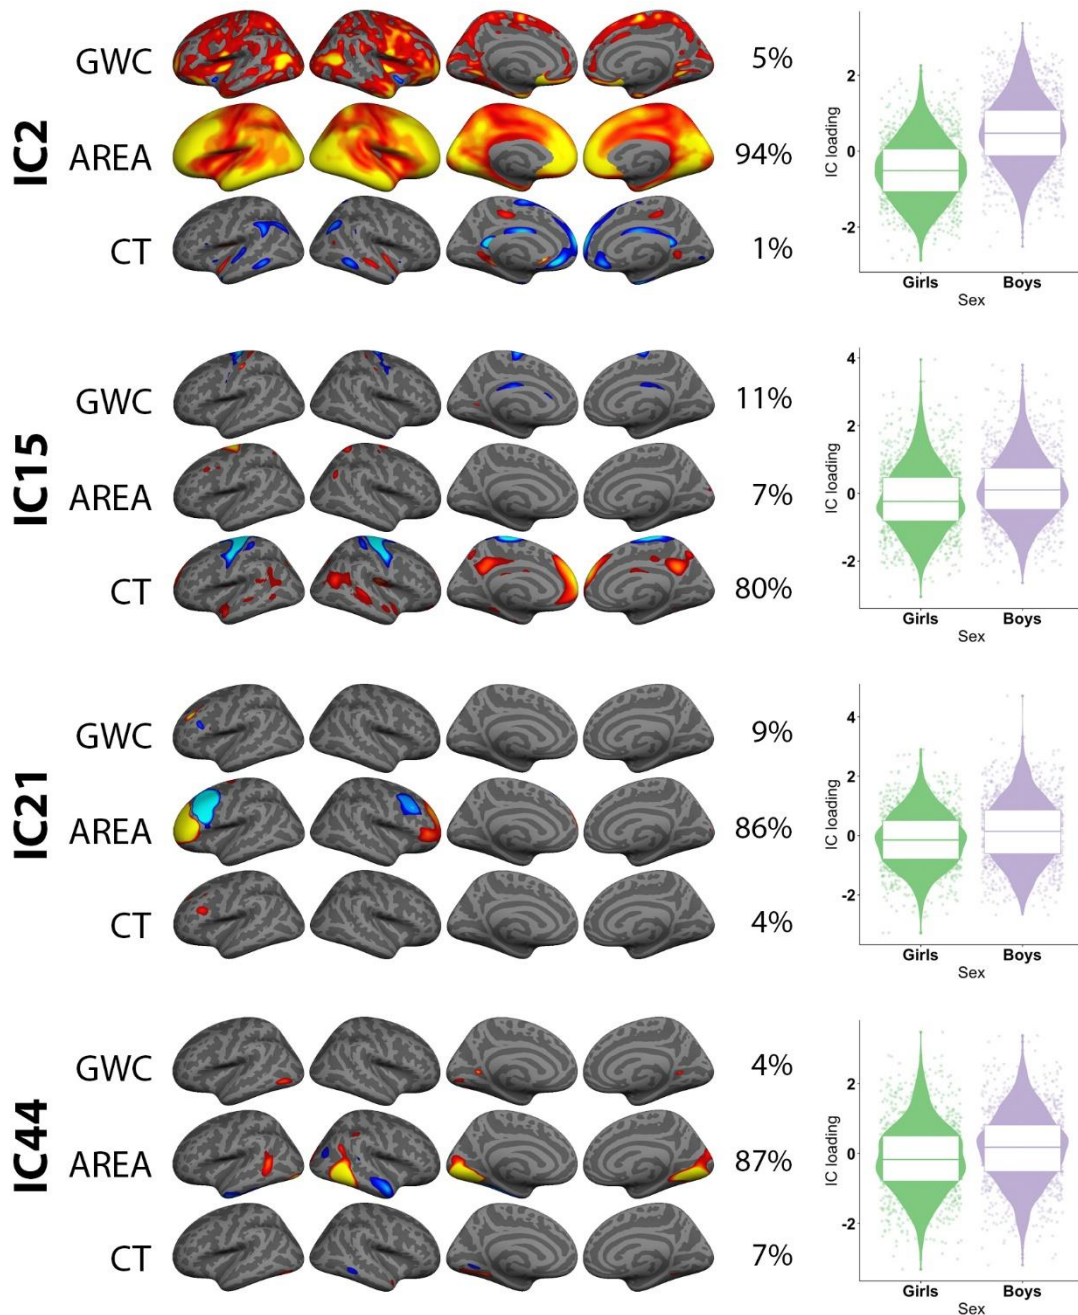 IC2
GWC
5%
AREA
94%
CT
1%
IC loading
2
0
-2
Girls
Boys
Sex
IC15
GWC
11%
AREA
7%
CT
80%
IC loading
4
2
0
-2
Girls
Boys
Sex
IC21
GWC
9%
AREA
86%
CT
4%
IC loading
4
2
0
-2
Girls
Boys
Sex
IC44
GWC
4%
AREA
87%
CT
7%
IC loading
2
0
-2
Girls
Boys
Sex